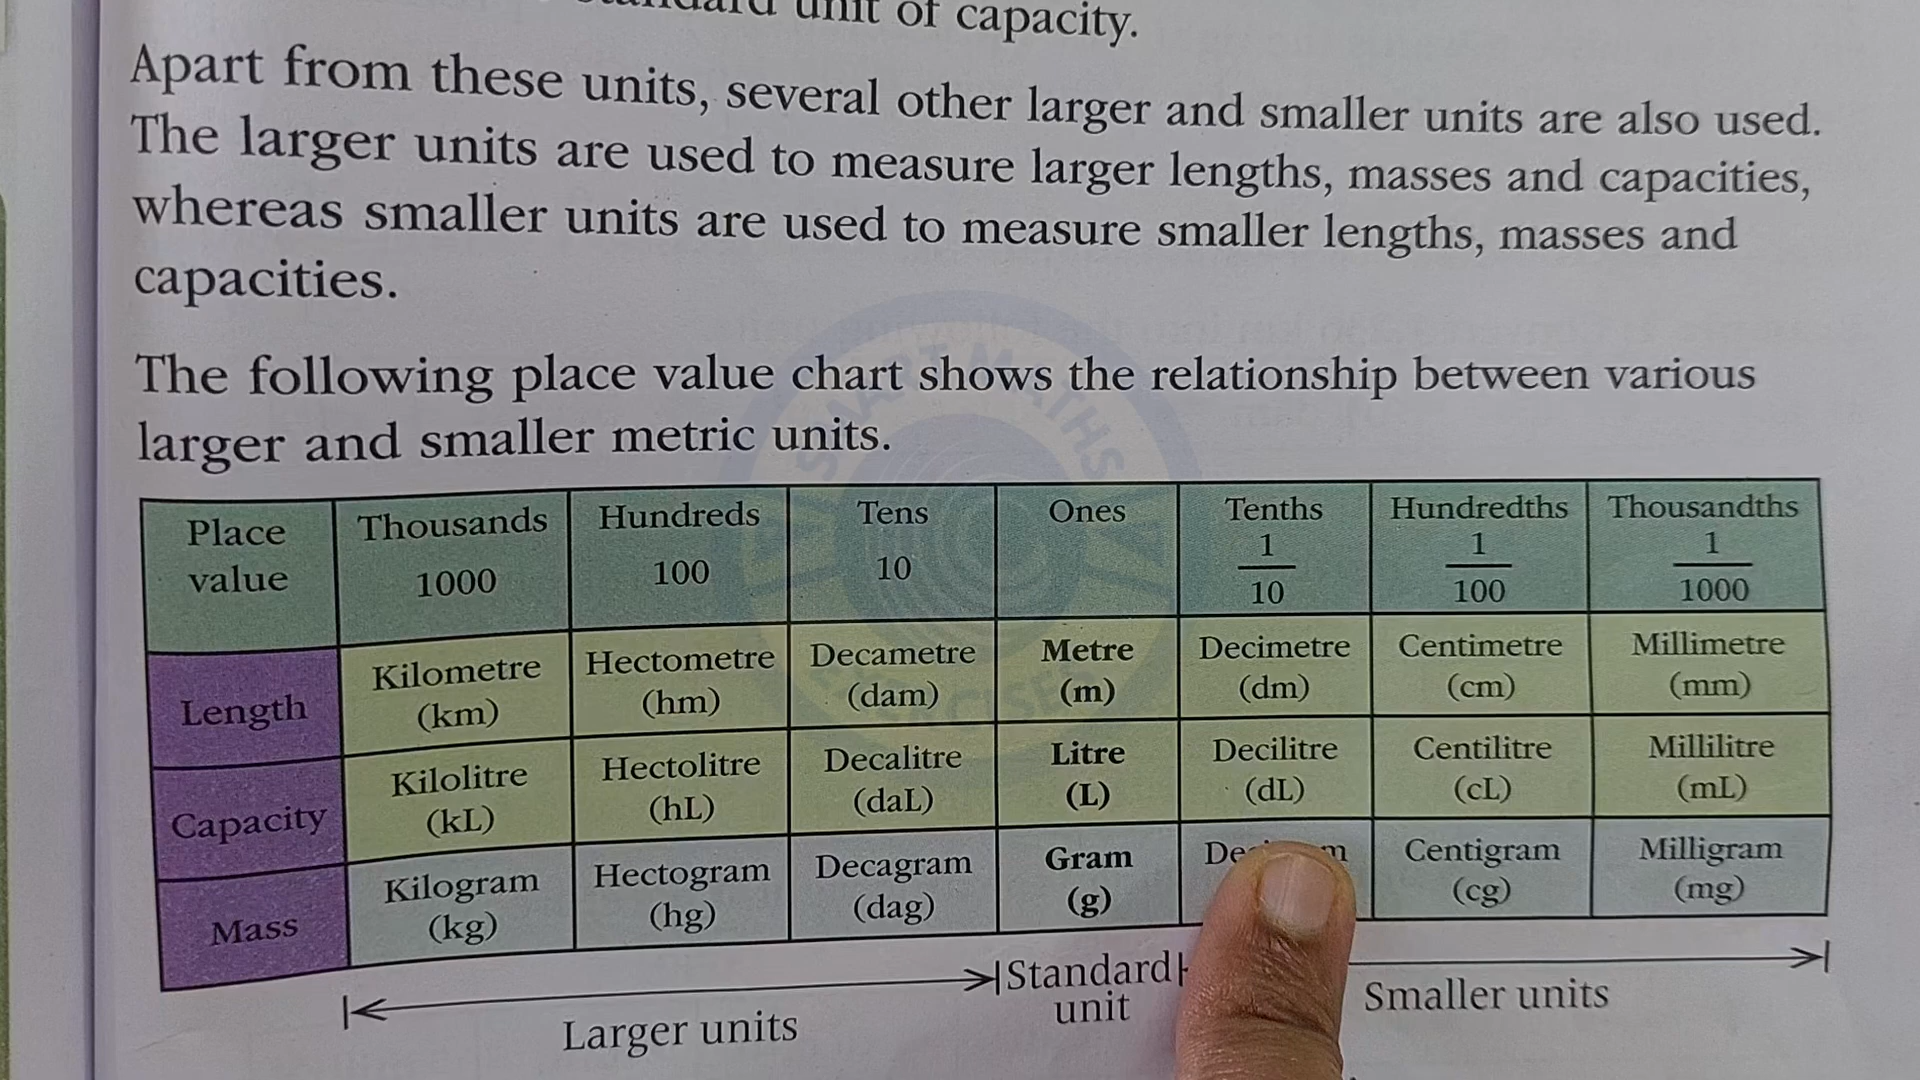 standard unit of capacity.
Apart from these units, several other larger and smaller units are also used.
The larger units are used to measure larger lengths, masses and capacities,
whereas smaller units are used to measure smaller lengths, masses and
capacities.
The following place value chart shows the relationship between various
larger and smaller metric units.
Place value Thousands 1000 Hundreds 100 Tens 10 Ones Tenths 1/10 Hundredths 1/100 Thousandths 1/1000
Length Kilometre (km) Hectometre (hm) Decametre (dam) Metre (m) Decimetre (dm) Centimetre (cm) Millimetre (mm)
Capacity Kilolitre (kL) Hectolitre (hL) Decalitre (daL) Litre (L) Decilitre (dL) Centilitre (cL) Millilitre (mL)
Mass Kilogram (kg) Hectogram (hg) Decagram (dag) Gram (g) Centigram (cg) Milligram (mg)
Larger units Standard unit Smaller units
SMART MATHS